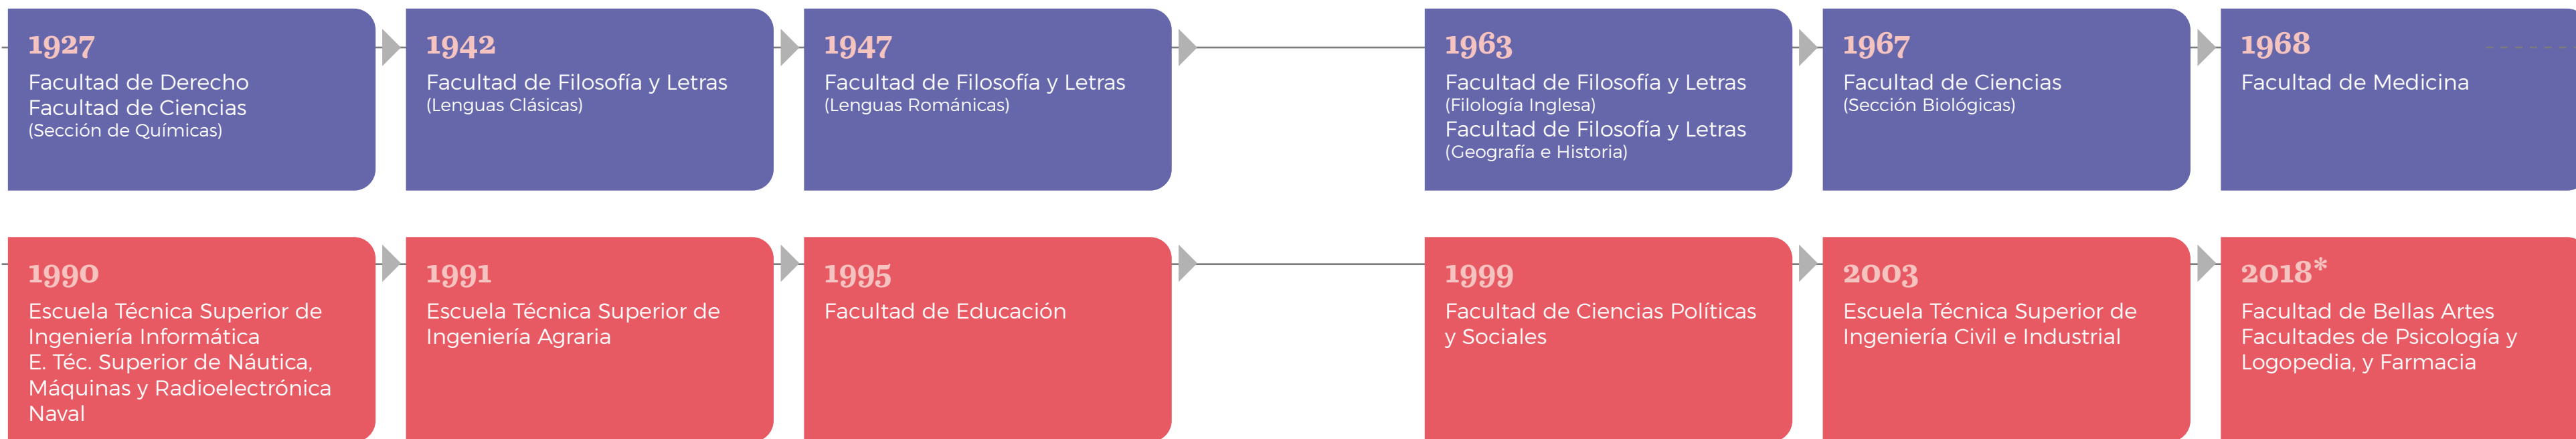 1927
Facultad de Derecho
Facultad de Ciencias
(Sección de Químicas)
1942
Facultad de Filosofía y Letras
(Lenguas Clásicas)
1947
Facultad de Filosofía y Letras
(Lenguas Románicas)
1963
Facultad de Filosofía y Letras
(Filología Inglesa)
Facultad de Filosofía y Letras
(Geografía e Historia)
1967
Facultad de Ciencias
(Sección Biológicas)
1968
Facultad de Medicina
1990
Escuela Técnica Superior de
Ingeniería Informática
E. Téc. Superior de Náutica,
Máquinas y Radioelectrónica
Naval
1991
Escuela Técnica Superior de
Ingeniería Agraria
1995
Facultad de Educación
1999
Facultad de Ciencias Políticas
y Sociales
2003
Escuela Técnica Superior de
Ingeniería Civil e Industrial
2018*
Facultad de Bellas Artes
Facultades de Psicología y
Logopedia, y Farmacia